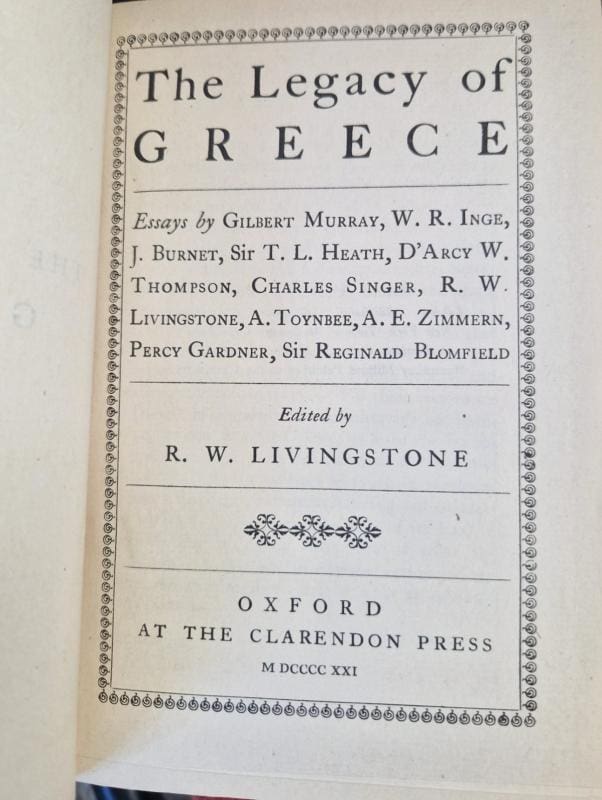 The Legacy of
GREECE
Essays by GILBERT MURRAY, W. R. INGE,
J. BURNET, Sir T. L. HEATH, D'ARCY W.
THOMPSON, CHARLES SINGER, R. W.
LIVINGSTONE, A. TOYNBEE, A. E. ZIMMERN,
PERCY GARDNER, Sir REGINALD BLOMFIELD
Edited by
R. W. LIVINGSTONE
OXFORD
AT THE CLARENDON PRESS
M DCCCC XXI